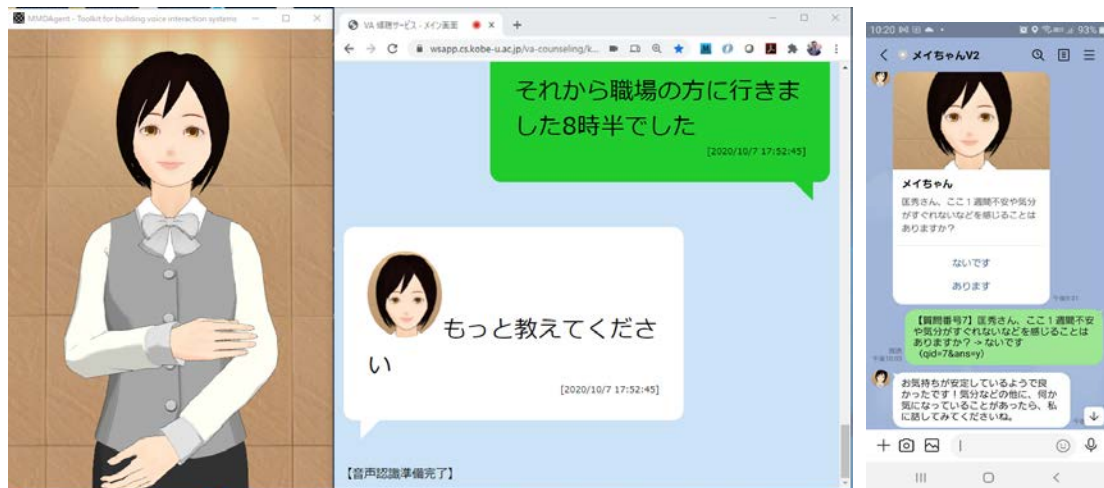 MMDAgent - Toolkit for building voice interaction systems
VA 傾聴サービス - メイン画面
wsapp.cs.kobe-u.ac.jp/va-counseling/k...
それから職場の方に行きま
した8時半でした
[2020/10/7 17:52:45]
もっと教えてくださ
い
[2020/10/7 17:52:45]
【音声認識準備完了】
10:20
93%
メイちゃんV2
メイちゃん
匡秀さん、ここ1週間不安や気分
がすぐれないなどを感じることは
ありますか?
ないです
あります
【質問番号7】匡秀さん、ここ1週間不安
や気分がすぐれないなどを感じることは
ありますか? -> ないです
(qid=7&ans=y)
お気持ちが安定しているようで良
かったです!気分などの他に、何か
気になっていることがあったら、私
に話してみてくださいね。